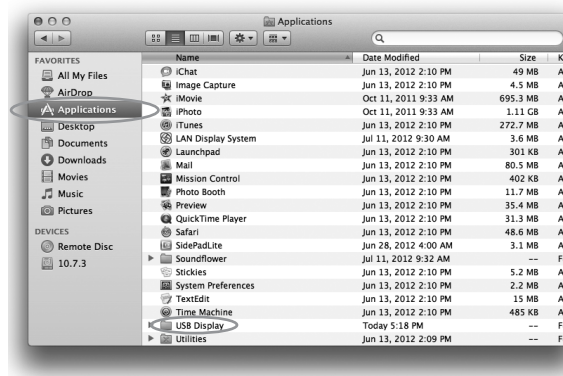 Applications
Name Date Modified Size K
FAVORITES
All My Files
AirDrop
Applications
Desktop
Documents
Downloads
Movies
Music
Pictures
DEVICES
Remote Disc
10.7.3
iChat Jun 13, 2012 2:10 PM 49 MB A
Image Capture Jun 13, 2012 2:10 PM 4.5 MB A
iMovie Oct 11, 2011 9:33 AM 695.3 MB A
iPhoto Oct 11, 2011 9:33 AM 1.11 GB A
iTunes Jun 13, 2012 2:10 PM 272.7 MB A
LAN Display System Jul 11, 2012 9:30 AM 3.6 MB A
Launchpad Jun 13, 2012 2:10 PM 301 KB A
Mail Jun 13, 2012 2:10 PM 80.5 MB A
Mission Control Jun 13, 2012 2:10 PM 402 KB A
Photo Booth Jun 13, 2012 2:10 PM 11.7 MB A
Preview Jun 13, 2012 2:10 PM 35.4 MB A
QuickTime Player Jun 13, 2012 2:10 PM 31.3 MB A
Safari Jun 13, 2012 2:10 PM 48.6 MB A
SidePadLite Jun 28, 2012 4:00 AM 3.1 MB A
Soundflower Jul 11, 2012 9:32 AM -- F
Stickies Jun 13, 2012 2:10 PM 5.2 MB A
System Preferences Jun 13, 2012 2:10 PM 2.2 MB A
TextEdit Jun 13, 2012 2:10 PM 15 MB A
Time Machine Jun 13, 2012 2:10 PM 485 KB A
USB Display Today 5:18 PM -- F
Utilities Jun 13, 2012 2:09 PM -- F